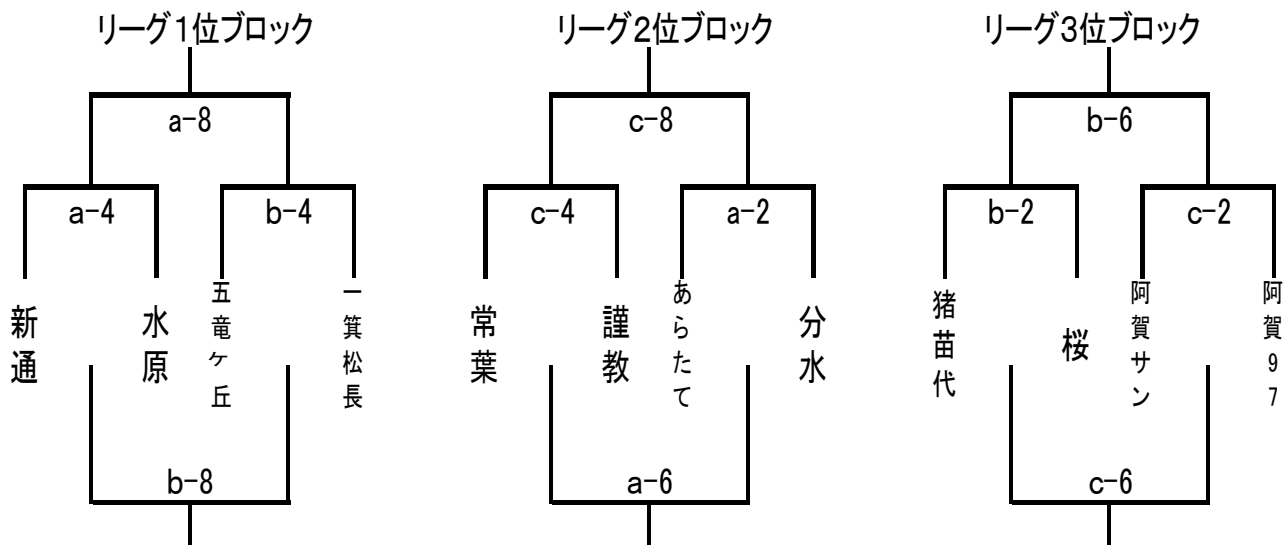 リーグ1位ブロック
リーグ2位ブロック
リーグ3位ブロック
a-8
c-8
b-6
a-4
b-4
c-4
a-2
b-2
c-2
新通
水原
五竜ケ丘
一箕松長
常葉
謹教
あらたて
分水
猪苗代
桜
阿賀サン
阿賀97
b-8
a-6
c-6